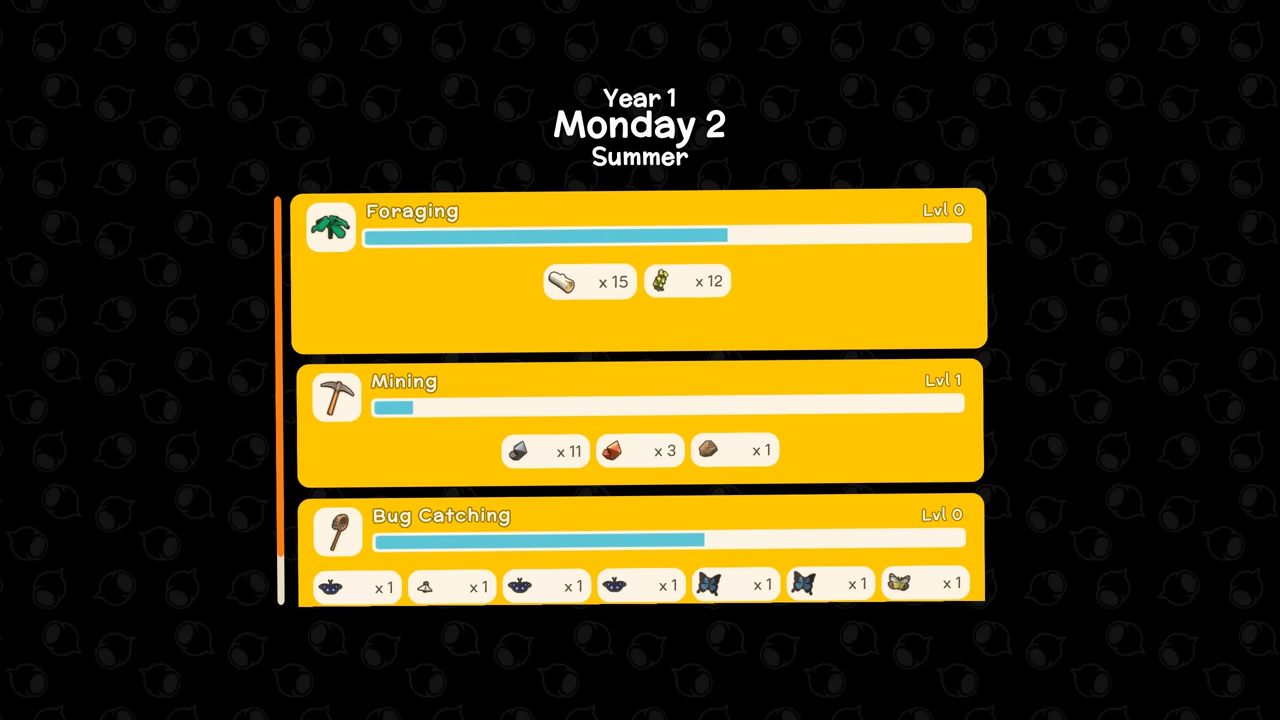 Year 1
Monday 2
Summer
Foraging Lvl 0
x 15 x 12
Mining Lvl 1
x 11 x 3 x 1
Bug Catching Lvl 0
x 1 x 1 x 1 x 1 x 1 x 1 x 1